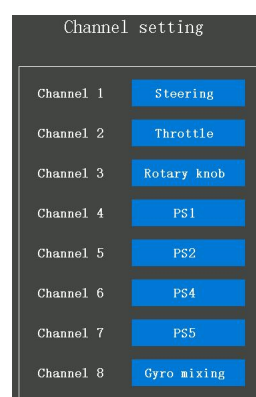 Channel setting
Channel 1 Steering
Channel 2 Throttle
Channel 3 Rotary knob
Channel 4 PS1
Channel 5 PS2
Channel 6 PS4
Channel 7 PS5
Channel 8 Gyro mixing